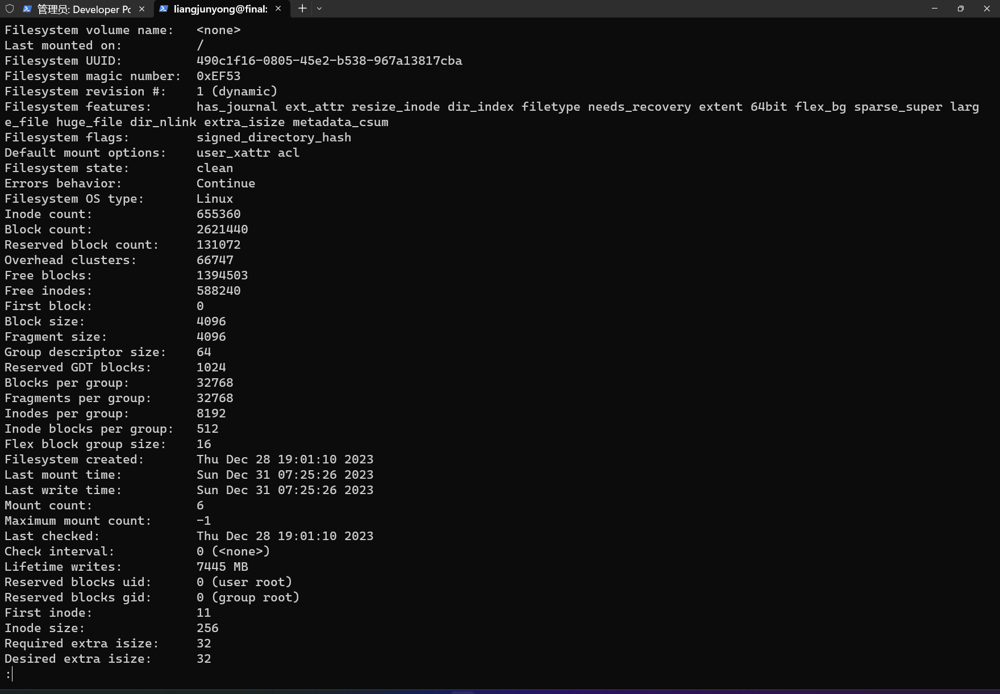 管理员: Developer Pc
liangjunyong@final:
Filesystem volume name:   <none>
Last mounted on:          /
Filesystem UUID:          490c1f16-0805-45e2-b538-967a13817cba
Filesystem magic number:  0xEF53
Filesystem revision #:    1 (dynamic)
Filesystem features:      has_journal ext_attr resize_inode dir_index filetype needs_recovery extent 64bit flex_bg sparse_super larg
e_file huge_file dir_nlink extra_isize metadata_csum
Filesystem flags:         signed_directory_hash
Default mount options:    user_xattr acl
Filesystem state:         clean
Errors behavior:          Continue
Filesystem OS type:       Linux
Inode count:              655360
Block count:              2621440
Reserved block count:     131072
Overhead clusters:        66747
Free blocks:              1394503
Free inodes:              588240
First block:              0
Block size:               4096
Fragment size:            4096
Group descriptor size:    64
Reserved GDT blocks:      1024
Blocks per group:         32768
Fragments per group:      32768
Inodes per group:         8192
Inode blocks per group:   512
Flex block group size:    16
Filesystem created:       Thu Dec 28 19:01:10 2023
Last mount time:          Sun Dec 31 07:25:26 2023
Last write time:          Sun Dec 31 07:25:26 2023
Mount count:              6
Maximum mount count:      -1
Last checked:             Thu Dec 28 19:01:10 2023
Check interval:           0 (<none>)
Lifetime writes:          7445 MB
Reserved blocks uid:      0 (user root)
Reserved blocks gid:      0 (group root)
First inode:              11
Inode size:               256
Required extra isize:     32
Desired extra isize:      32
: